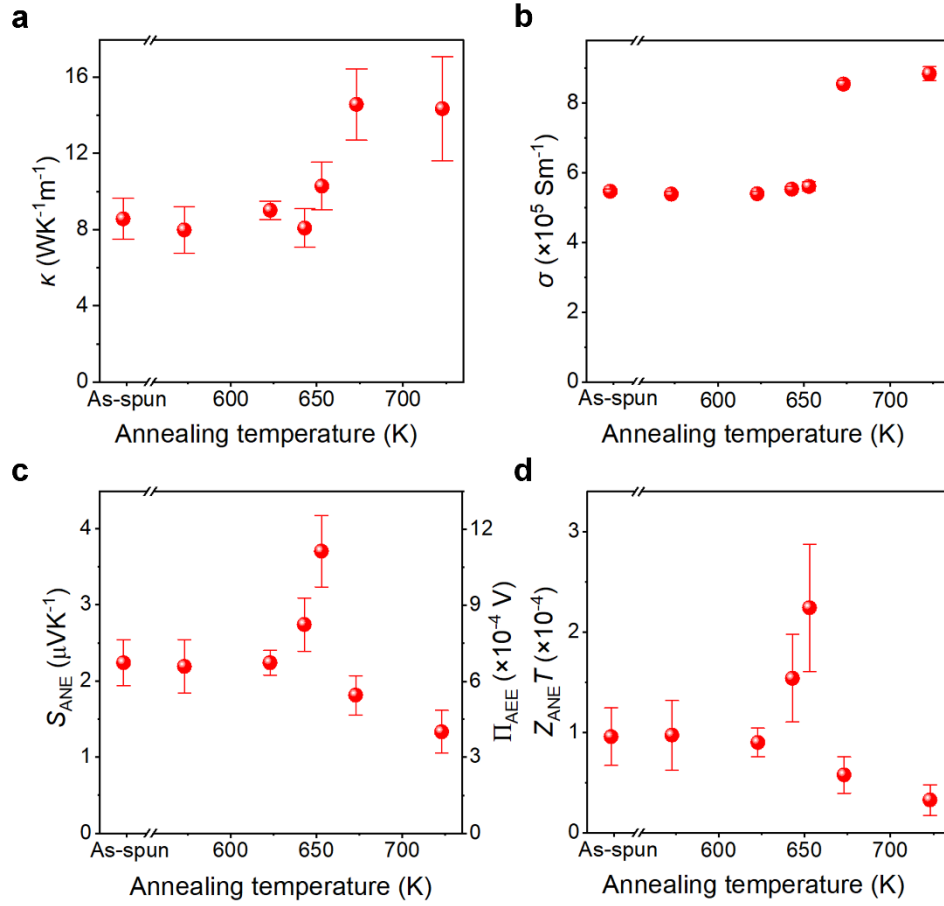 a
κ (WK⁻¹m⁻¹)
16
12
8
4
0
As-spun 600 650 700
Annealing temperature (K)
b
σ (×10⁵ Sm⁻¹)
8
6
4
2
0
As-spun 600 650 700
Annealing temperature (K)
c
S_ANE (μVK⁻¹)
4
3
2
1
0
12
9
6
3
0
Π_AEE (×10⁻⁴ V)
As-spun 600 650 700
Annealing temperature (K)
d
Z_ANE T (×10⁻⁴)
3
2
1
0
As-spun 600 650 700
Annealing temperature (K)